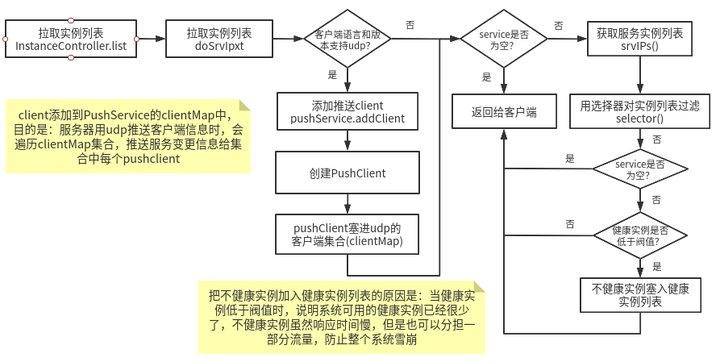 拉取实例列表
InstanceController.list
拉取实例列表
doSrvIpxt
客户端语言和版
本支持udp?
否
是
添加推送client
pushService.addClient
创建PushClient
pushClient塞进udp的
客户端集合(clientMap)
service是否
为空?
否
是
返回给客户端
获取服务实例列表
srvIPs()
用选择器对实例列表过滤
selector()
否
service是否
为空?
是
否
健康实例是否
低于阀值?
否
是
不健康实例塞入健康
实例列表
client添加到PushService的clientMap中,
目的是：服务器用udp推送客户端信息时，会
遍历clientMap集合，推送服务变更信息给集
合中每个pushclient
把不健康实例加入健康实例列表的原因是：当健康实
例低于阀值时，说明系统可用的健康实例已经很少
了，不健康实例虽然响应时间慢，但是也可以分担一
部分流量，防止整个系统雪崩